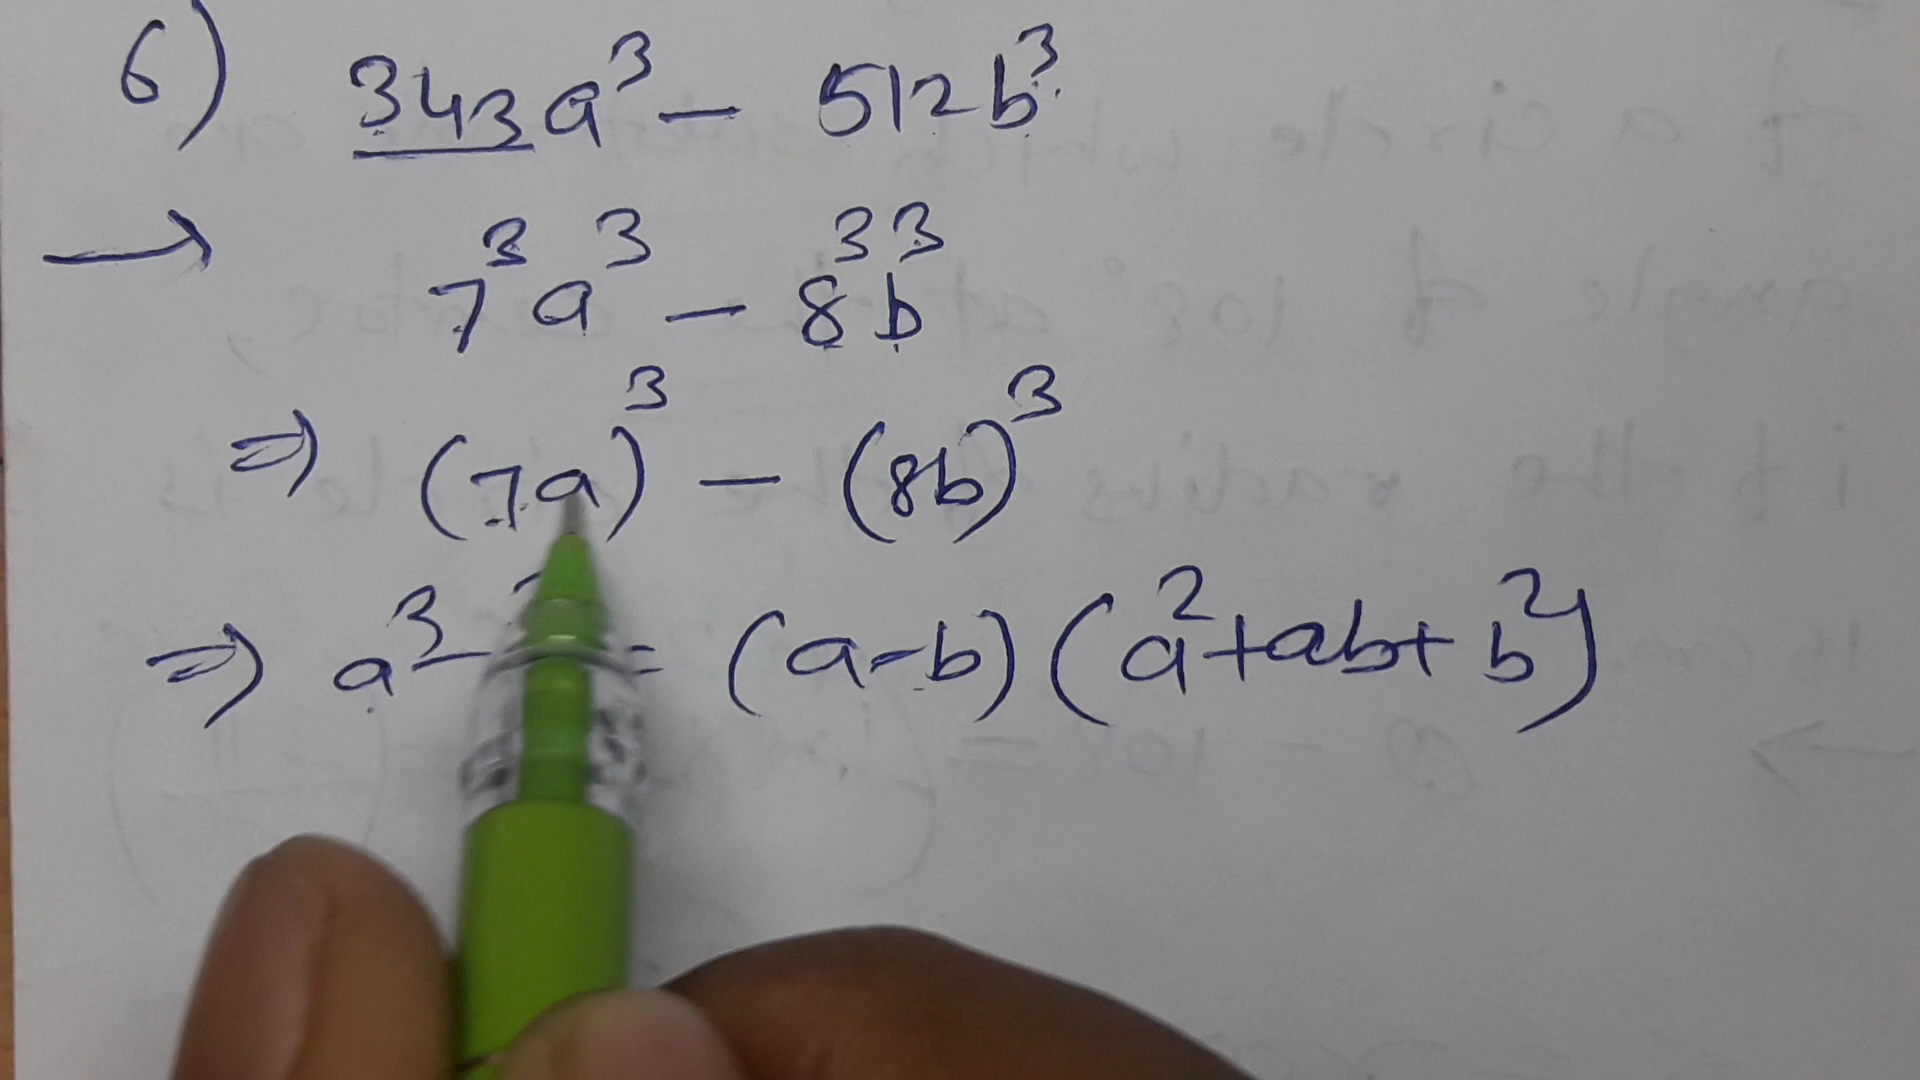 6) 343a³ - 512b³
→ 7³a³ - 8³b³
⇒ (7a)³ - (8b)³
⇒ a³ - = (a-b)(a²+ab+b²)